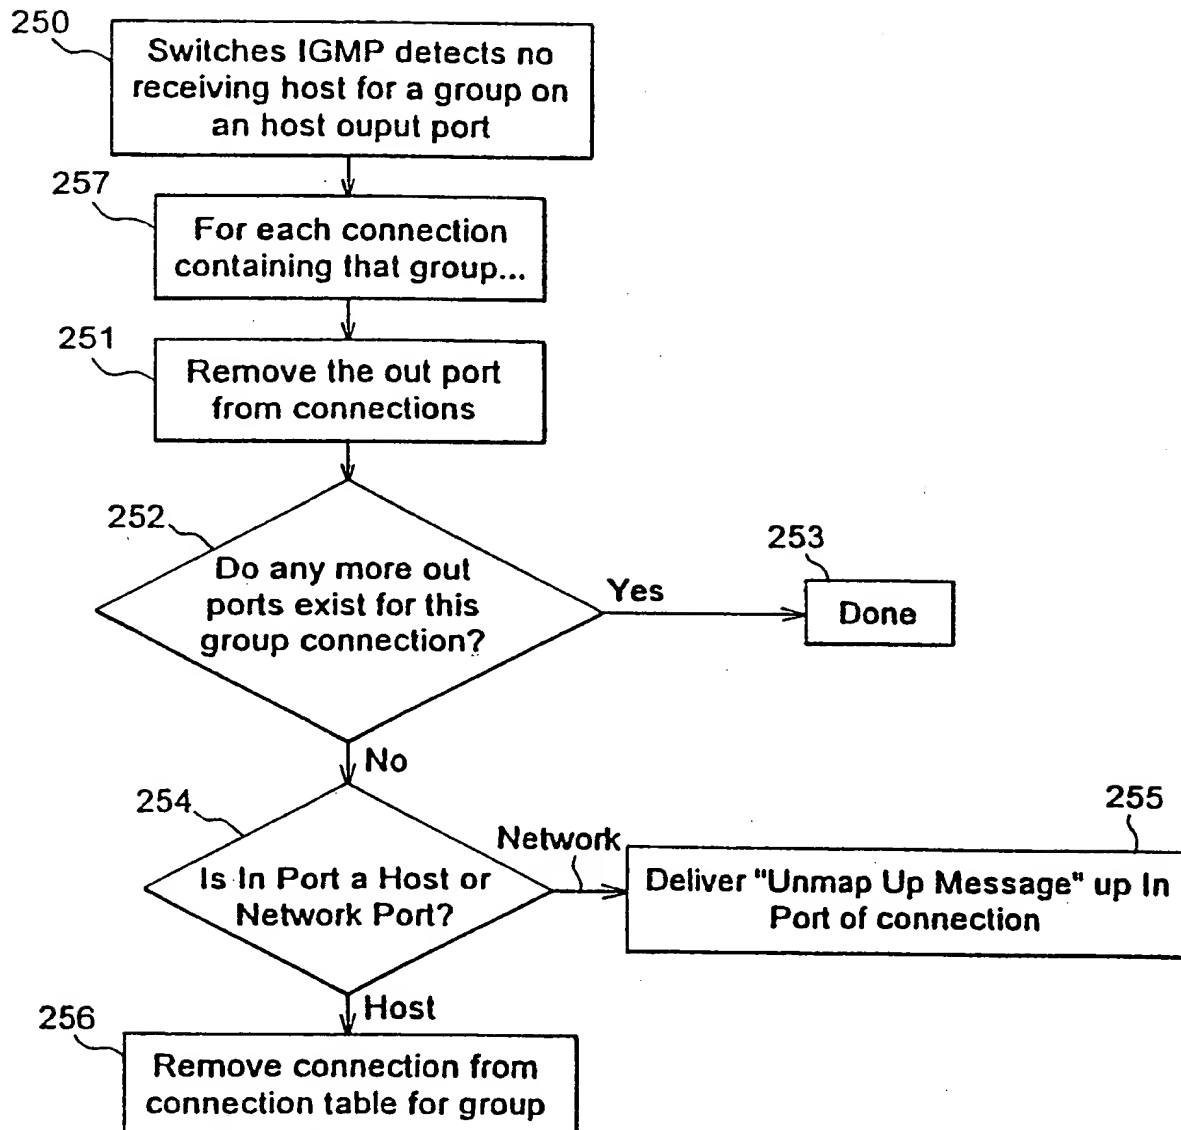 250
Switches IGMP detects no
receiving host for a group on
an host ouput port
257
For each connection
containing that group...
251
Remove the out port
from connections
252
Do any more out
ports exist for this
group connection?
Yes
253
Done
No
254
Is In Port a Host or
Network Port?
Network
255
Deliver "Unmap Up Message" up In
Port of connection
Host
256
Remove connection from
connection table for group